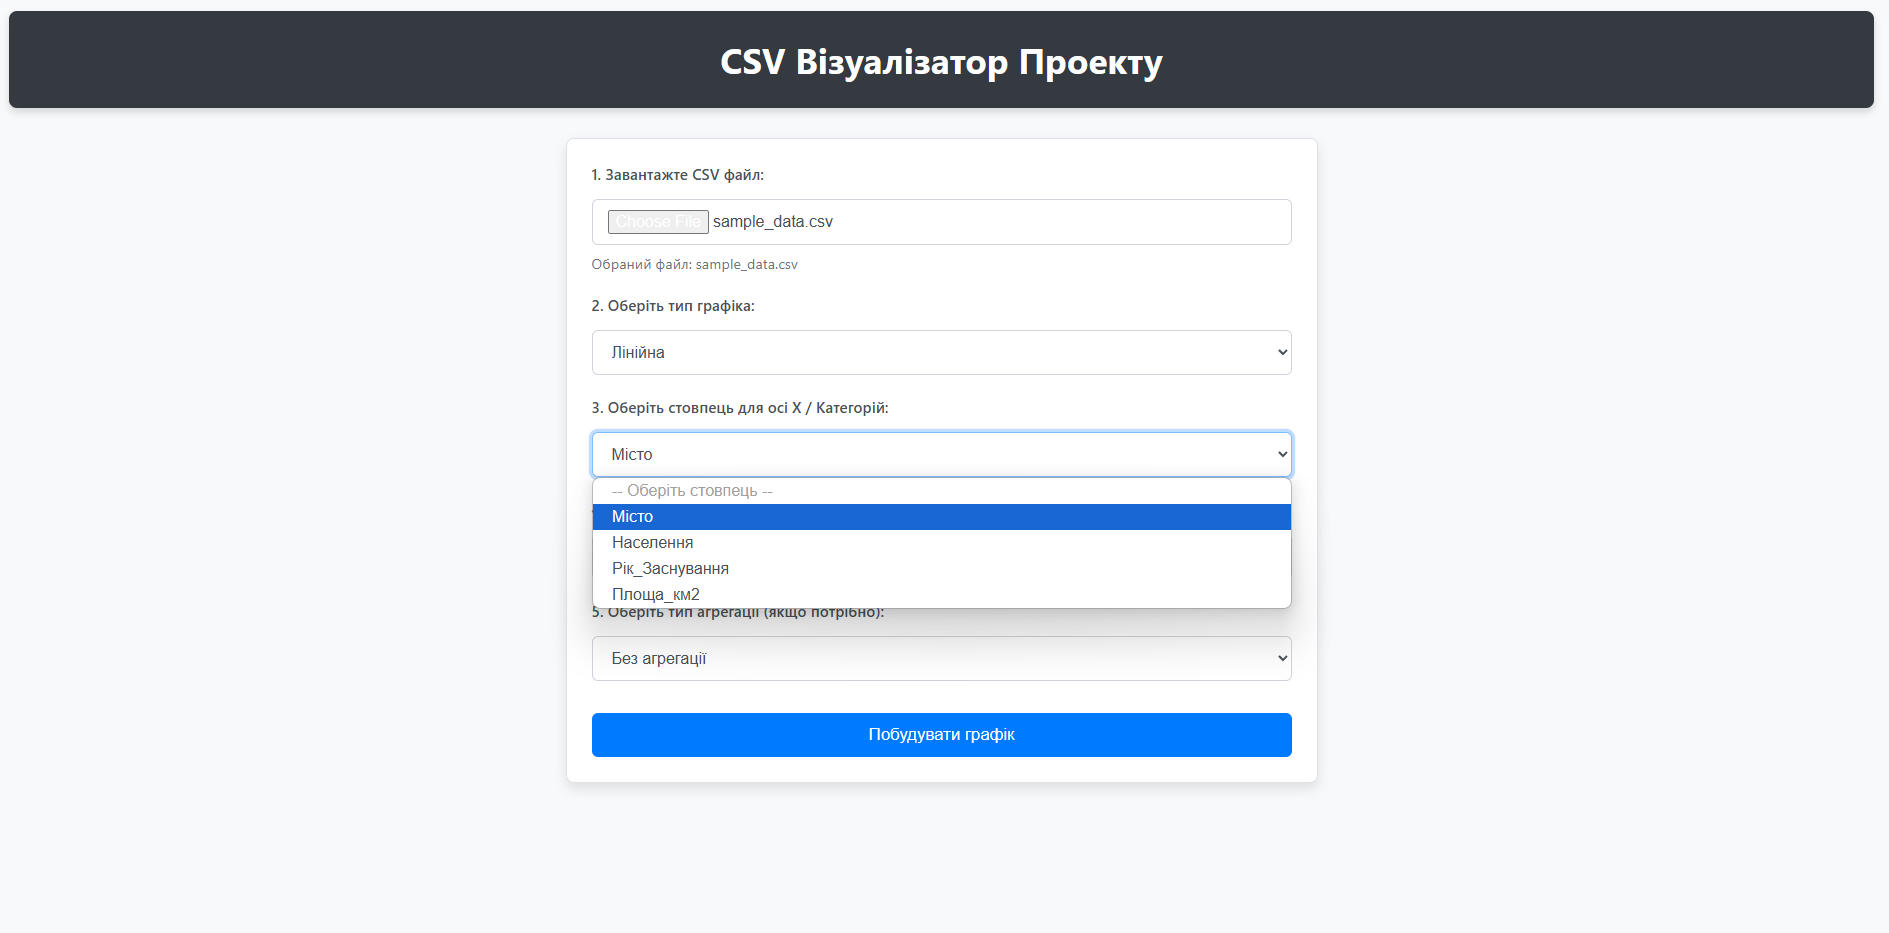 CSV Візуалізатор Проекту
1. Завантажте CSV файл:
Choose File sample_data.csv
Обраний файл: sample_data.csv
2. Оберіть тип графіка:
Лінійна
3. Оберіть стовпець для осі X / Категорій:
Місто
-- Оберіть стовпець --
Місто
Населення
Рік_Заснування
Площа_км2
5. Оберіть тип агрегації (якщо потрібно):
Без агрегації
Побудувати графік